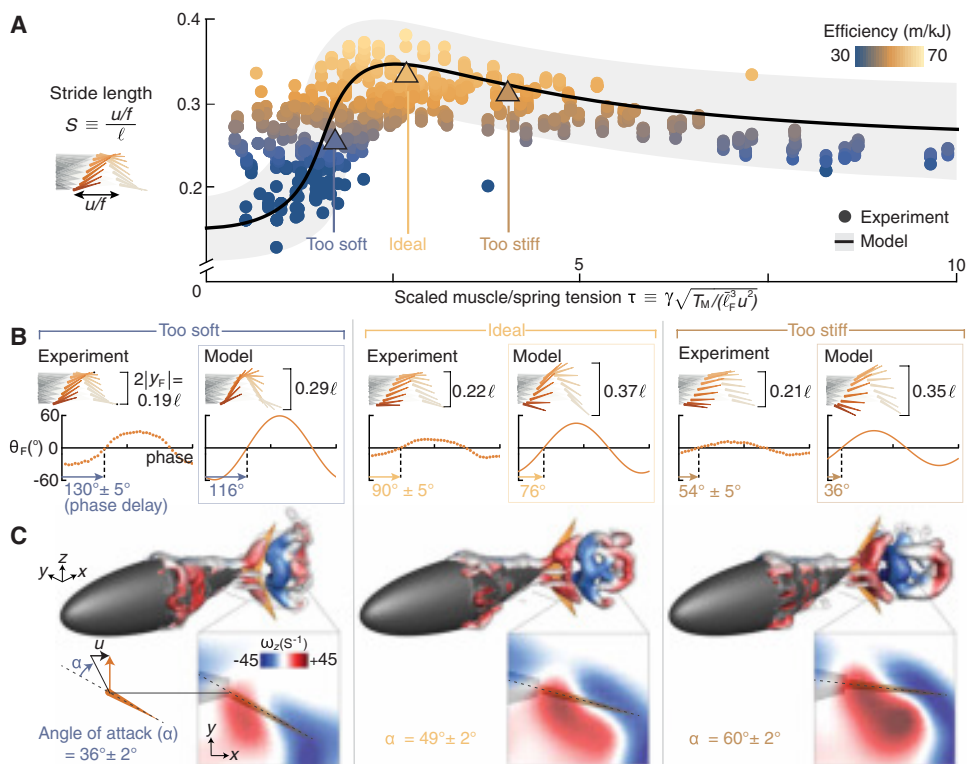 A
0.4
0.3
0.2
Stride length
S ≡ u/f / ℓ
u/f
Efficiency (m/kJ)
30 70
Too soft
Ideal
Too stiff
Experiment
Model
0 5 10
Scaled muscle/spring tension τ ≡ γ√T_M/(ℓ̄_F³u²)
B
Too soft
Ideal
Too stiff
Experiment
2|y_F|=
0.19ℓ
Model
0.29ℓ
Experiment
0.22ℓ
Model
0.37ℓ
Experiment
0.21ℓ
Model
0.35ℓ
60
θ_F(°) 0
-60
phase
130°± 5°
(phase delay)
116°
90°± 5°
76°
54°± 5°
36°
C
z
y x
u
α
ω_z(S⁻¹)
-45 +45
y
x
Angle of attack (α)
= 36°± 2°
α = 49°± 2°
α = 60°± 2°